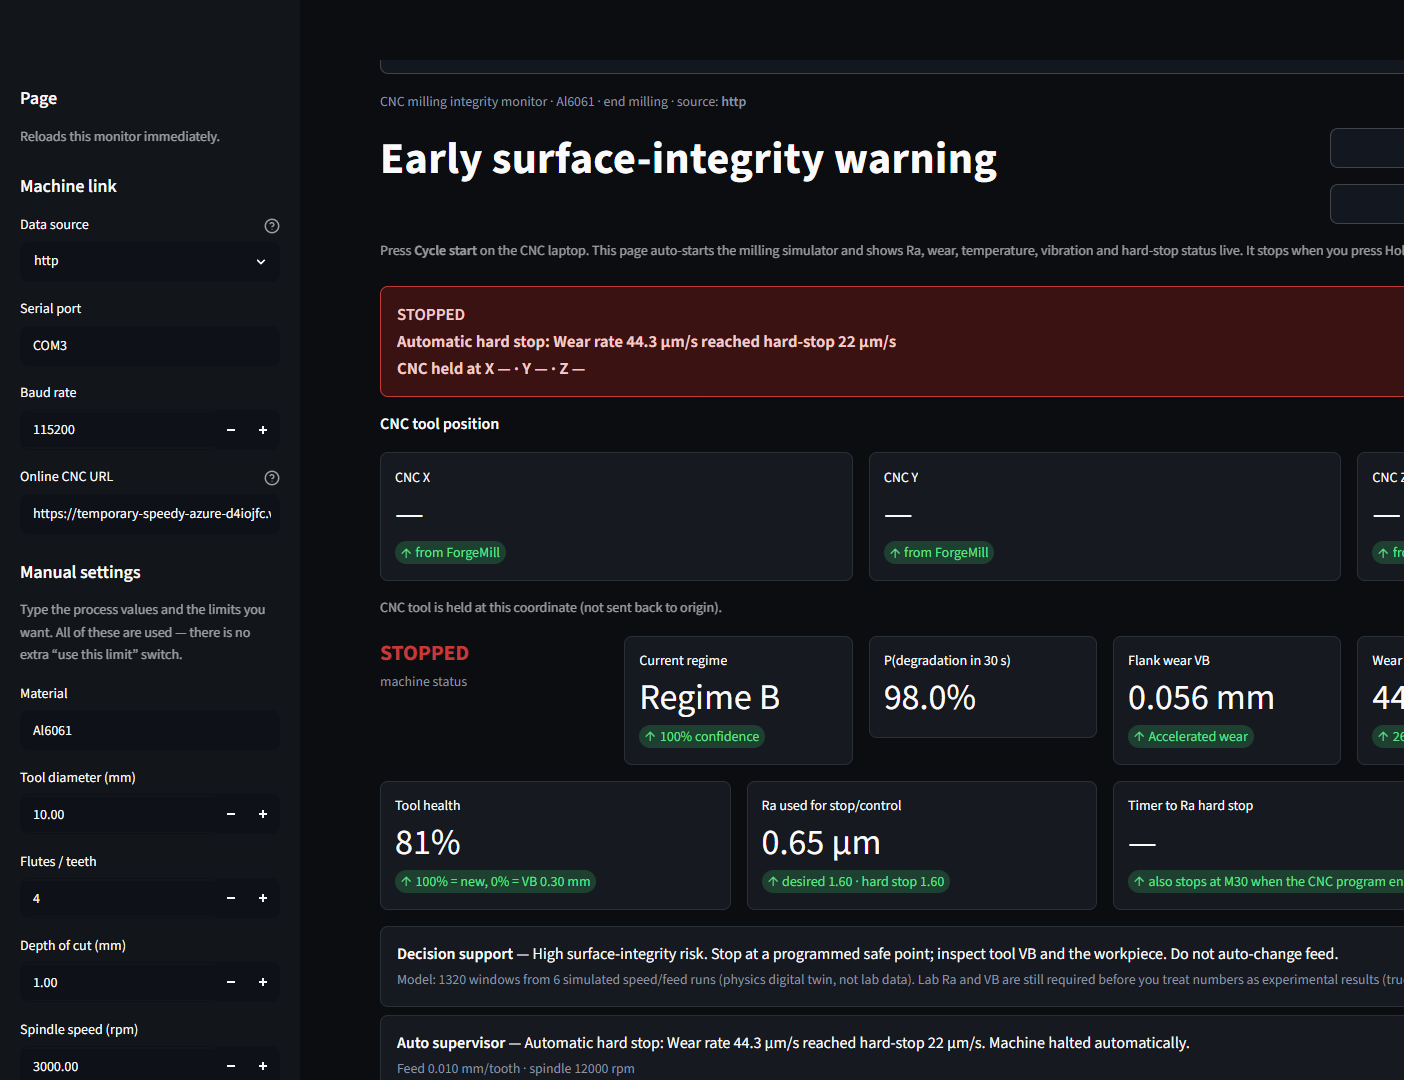 Page
Reloads this monitor immediately.
Machine link
Data source
http
Serial port
COM3
Baud rate
115200
Online CNC URL
https://temporary-speedy-azure-d4iojfc.
Manual settings
Type the process values and the limits you
want. All of these are used — there is no
extra “use this limit” switch.
Material
Al6061
Tool diameter (mm)
10.00
Flutes / teeth
4
Depth of cut (mm)
1.00
Spindle speed (rpm)
3000.00
CNC milling integrity monitor · Al6061 · end milling · source: http
Early surface-integrity warning
Press Cycle start on the CNC laptop. This page auto-starts the milling simulator and shows Ra, wear, temperature, vibration and hard-stop status live. It stops when you press Hol
STOPPED
Automatic hard stop: Wear rate 44.3 µm/s reached hard-stop 22 µm/s
CNC held at X — · Y — · Z —
CNC tool position
CNC X
—
↑ from ForgeMill
CNC Y
—
↑ from ForgeMill
CNC Z
—
↑ fr
CNC tool is held at this coordinate (not sent back to origin).
STOPPED
machine status
Current regime
Regime B
↑ 100% confidence
P(degradation in 30 s)
98.0%
Flank wear VB
0.056 mm
↑ Accelerated wear
Wear
44
↑ 26
Tool health
81%
↑ 100% = new, 0% = VB 0.30 mm
Ra used for stop/control
0.65 µm
↑ desired 1.60 · hard stop 1.60
Timer to Ra hard stop
—
↑ also stops at M30 when the CNC program en
Decision support — High surface-integrity risk. Stop at a programmed safe point; inspect tool VB and the workpiece. Do not auto-change feed.
Model: 1320 windows from 6 simulated speed/feed runs (physics digital twin, not lab data). Lab Ra and VB are still required before you treat numbers as experimental results (tru
Auto supervisor — Automatic hard stop: Wear rate 44.3 µm/s reached hard-stop 22 µm/s. Machine halted automatically.
Feed 0.010 mm/tooth · spindle 12000 rpm